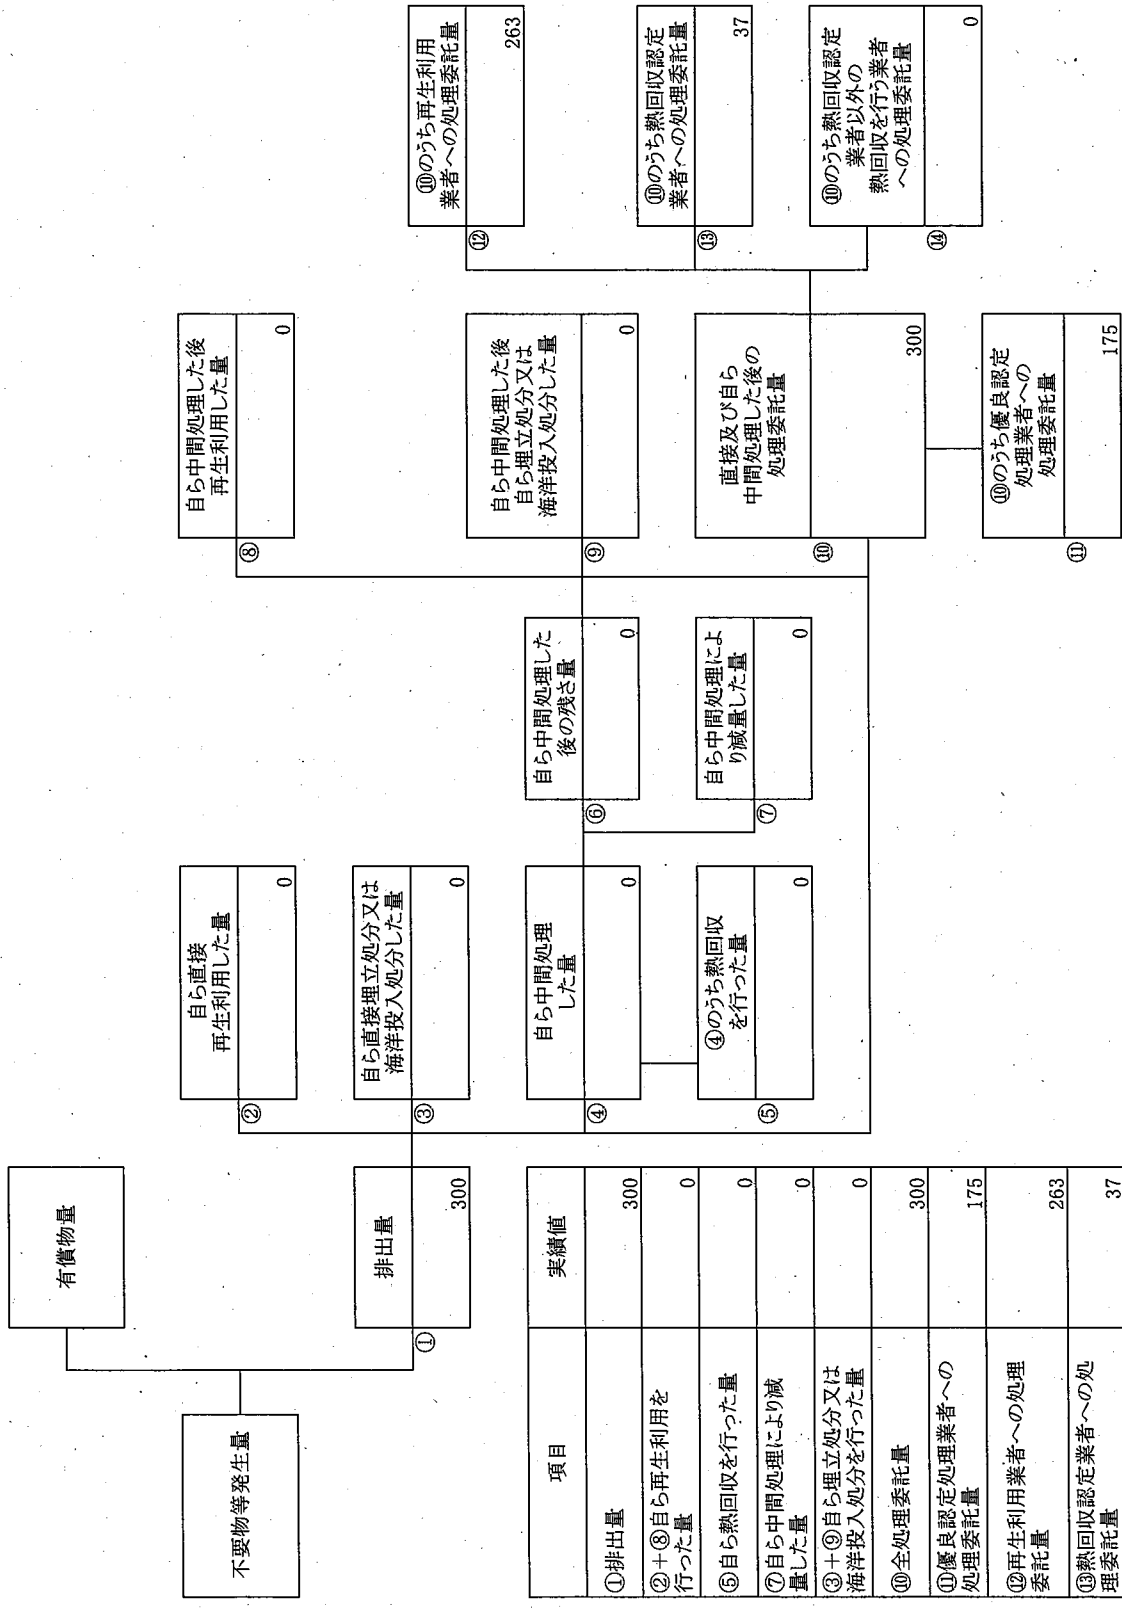 不要物等発生量
有償物量
排出量
①
300
自ら直接
再生利用した量
②
0
自ら直接埋立処分又は
海洋投入処分した量
③
0
自ら中間処理
した量
④
0
④のうち熱回収
を行った量
⑤
0
自ら中間処理した
後の残さ量
⑥
0
自ら中間処理によ
り減量した量
⑦
0
自ら中間処理した後
再生利用した量
⑧
0
自ら中間処理した後
自ら埋立処分又は
海洋投入処分した量
⑨
0
直接及び自ら
中間処理した後の
処理委託量
⑩
300
⑩のうち優良認定
処理業者への
処理委託量
⑪
175
⑩のうち再生利用
業者への処理委託量
⑫
263
⑩のうち熱回収認定
業者への処理委託量
⑬
37
⑩のうち熱回収認定
業者以外の
熱回収を行う業者
への処理委託量
⑭
0
項目
実績値
①排出量
300
②+⑧自ら再生利用を
行った量
0
⑤自ら熱回収を行った量
0
⑦自ら中間処理により減
量した量
0
③+⑨自ら埋立処分又は
海洋投入処分を行った量
0
⑩全処理委託量
300
⑪優良認定処理業者への
処理委託量
175
⑫再生利用業者への処理
委託量
263
⑬熱回収認定業者への処
理委託量
37